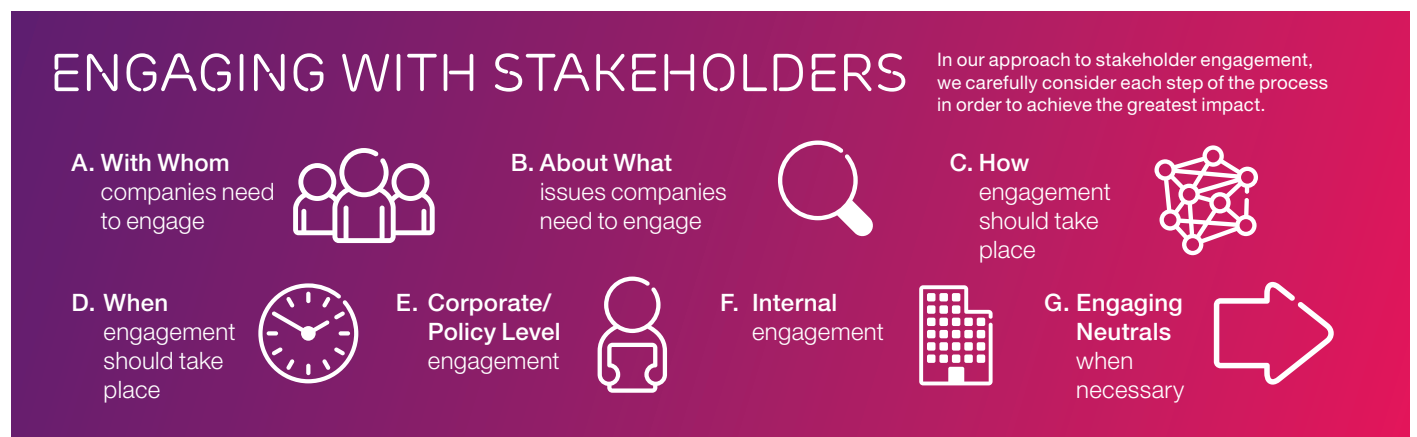 ENGAGING WITH STAKEHOLDERS
In our approach to stakeholder engagement,
we carefully consider each step of the process
in order to achieve the greatest impact.
A. With Whom
companies need
to engage
B. About What
issues companies
need to engage
C. How
engagement
should take
place
D. When
engagement
should take
place
E. Corporate/
Policy Level
engagement
F. Internal
engagement
G. Engaging
Neutrals
when
necessary